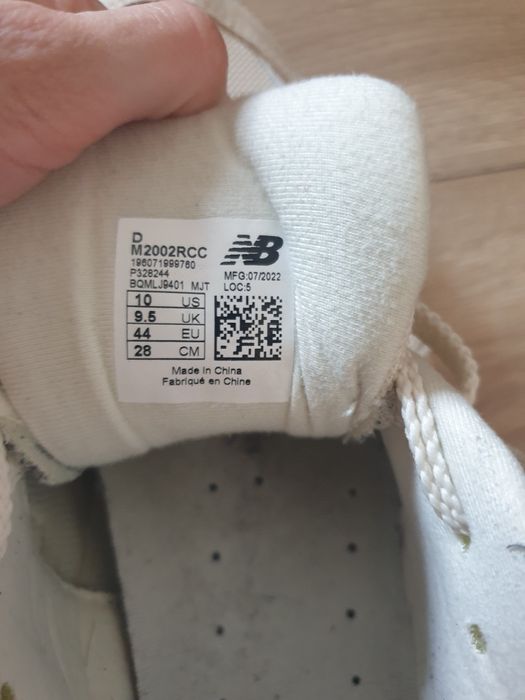 D
M2002RCC
196071999760
P328244
BQMLJ9401 MJT
NB
MFG:07/2022
LOC:5
10 US
9.5 UK
44 EU
28 CM
Made in China
Fabriqué en Chine